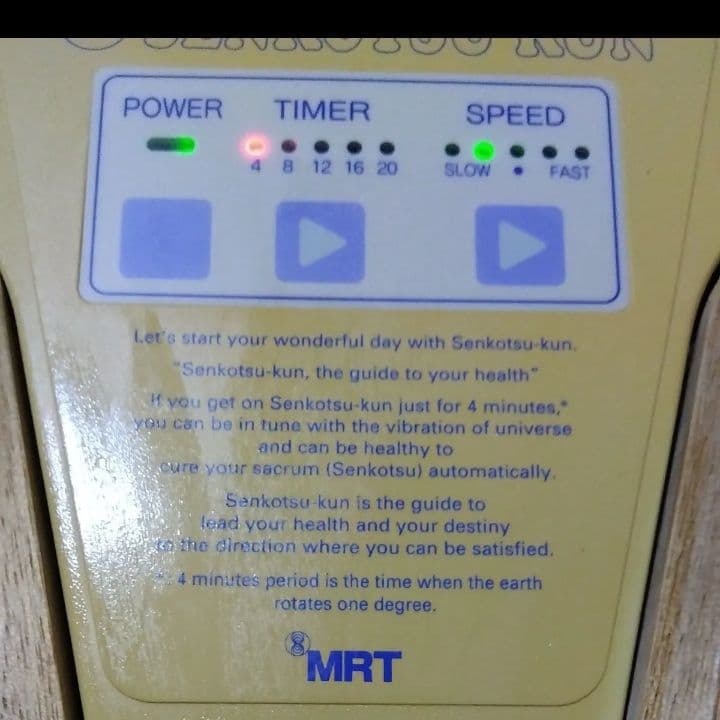 SENKOTSU KUN
POWER TIMER SPEED
4 8 12 16 20 SLOW • FAST
Let's start your wonderful day with Senkotsu-kun.
"Senkotsu-kun, the guide to your health"
If you get on Senkotsu-kun just for 4 minutes,*
you can be in tune with the vibration of universe
and can be healthy to
cure your sacrum (Senkotsu) automatically.
Senkotsu-kun is the guide to
lead your health and your destiny
to the direction where you can be satisfied.
*: 4 minutes period is the time when the earth
rotates one degree.
MRT